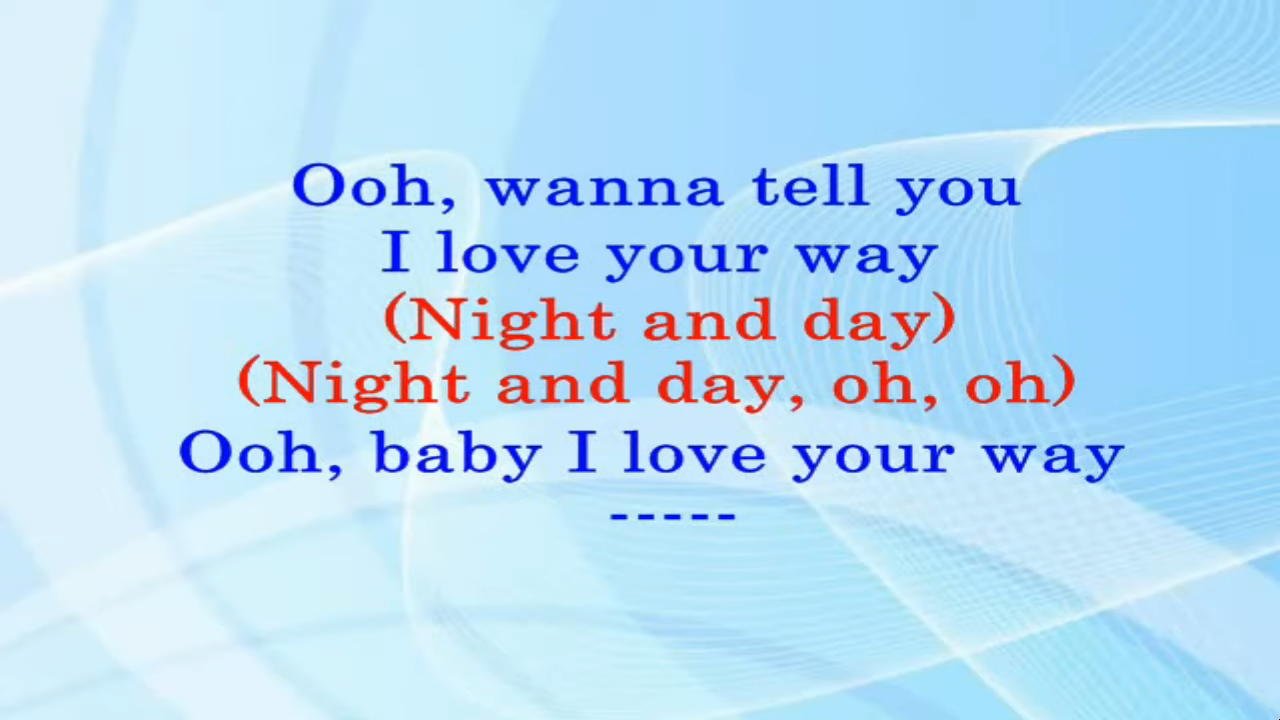 Ooh, wanna tell you
I love your way
(Night and day)
(Night and day, oh, oh)
Ooh, baby I love your way
-----